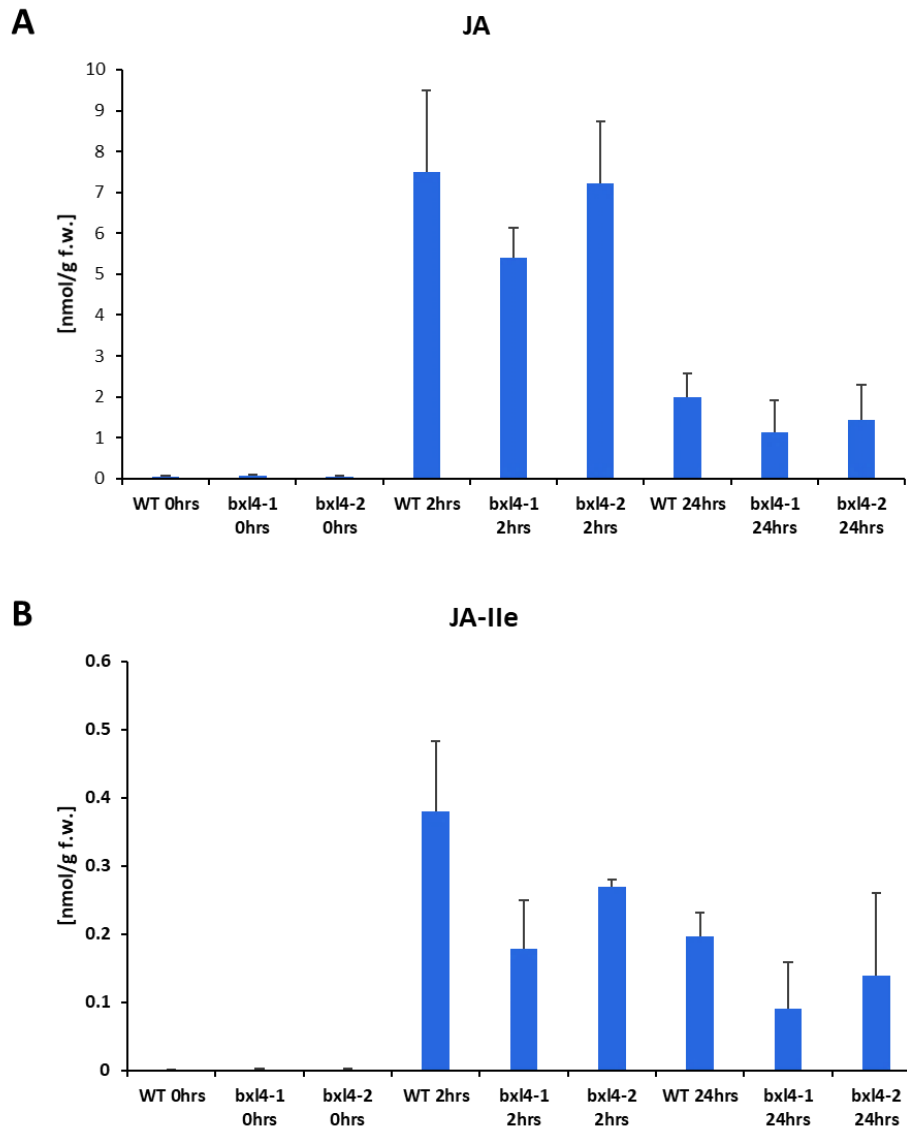 A
JA
10
9
8
7
6
5
4
3
2
1
0
[nmol/g f.w.]
WT 0hrs bxl4-1 bxl4-2 WT 2hrs bxl4-1 bxl4-2 WT 24hrs bxl4-1 bxl4-2
0hrs 0hrs 2hrs 2hrs 24hrs 24hrs
B
JA-Ile
0.6
0.5
0.4
0.3
0.2
0.1
0
[nmol/g f.w.]
WT 0hrs bxl4-1 bxl4-2 WT 2hrs bxl4-1 bxl4-2 WT 24hrs bxl4-1 bxl4-2
0hrs 0hrs 2hrs 2hrs 24hrs 24hrs